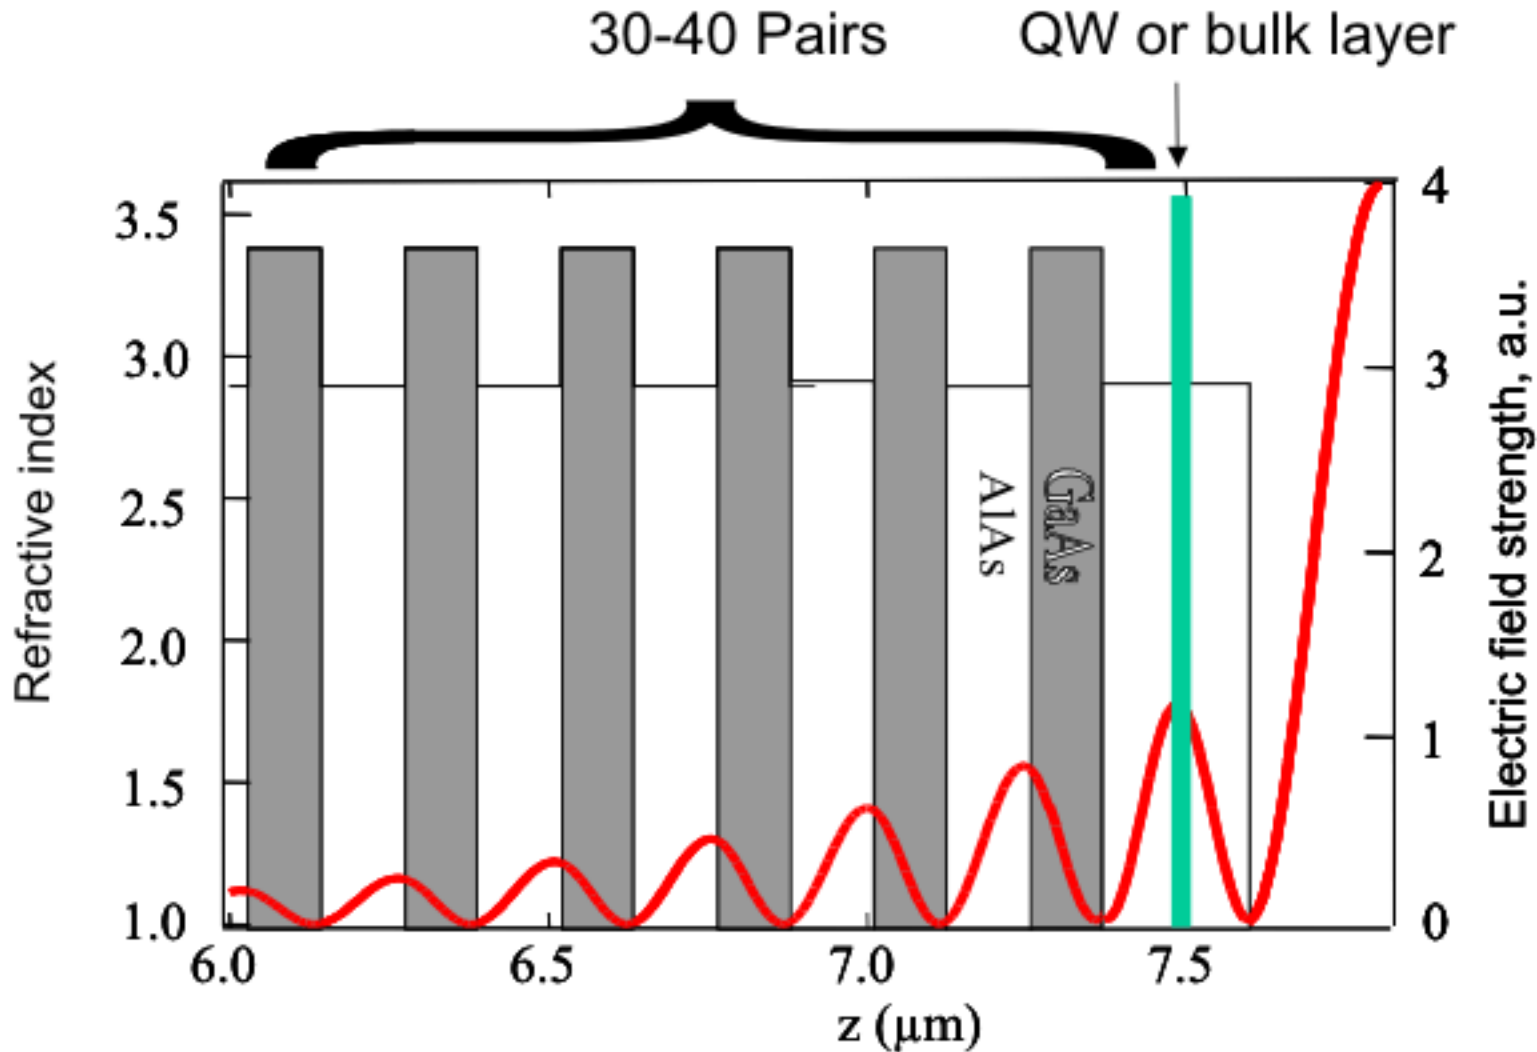 30-40 Pairs
QW or bulk layer
3.5
3.0
2.5
2.0
1.5
1.0
Refractive index
AlAs
GaAs
4
3
2
1
0
Electric field strength, a.u.
6.0
6.5
7.0
7.5
z (μm)